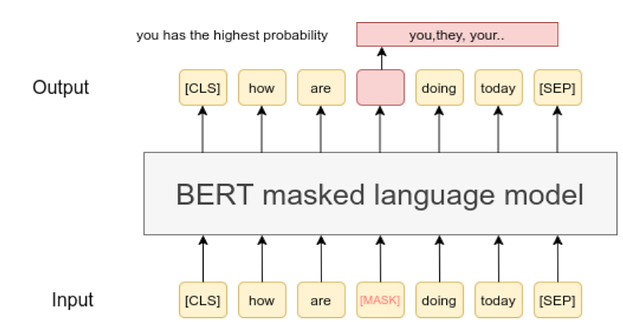 you has the highest probability
you,they, your..
Output
[CLS] how are doing today [SEP]
BERT masked language model
Input
[CLS] how are [MASK] doing today [SEP]